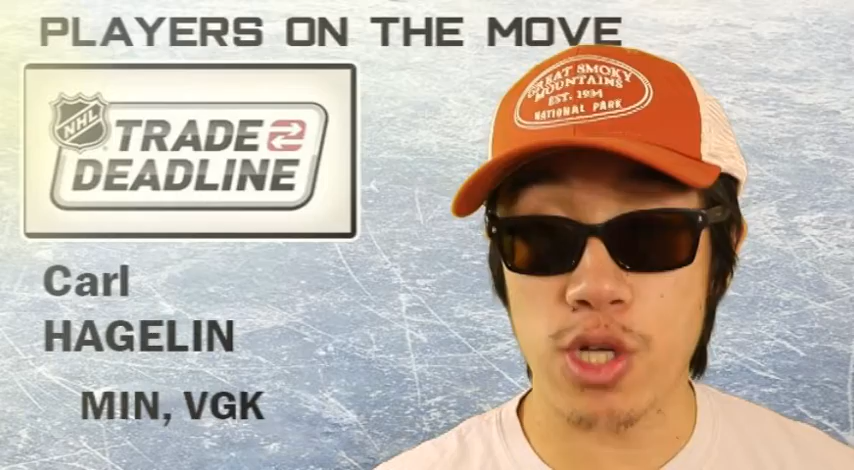 PLAYERS ON THE MOVE
GREAT SMOKY
MOUNTAINS
EST. 1934
NATIONAL PARK
NHL
TRADE
DEADLINE
Carl
HAGELIN
MIN, VGK